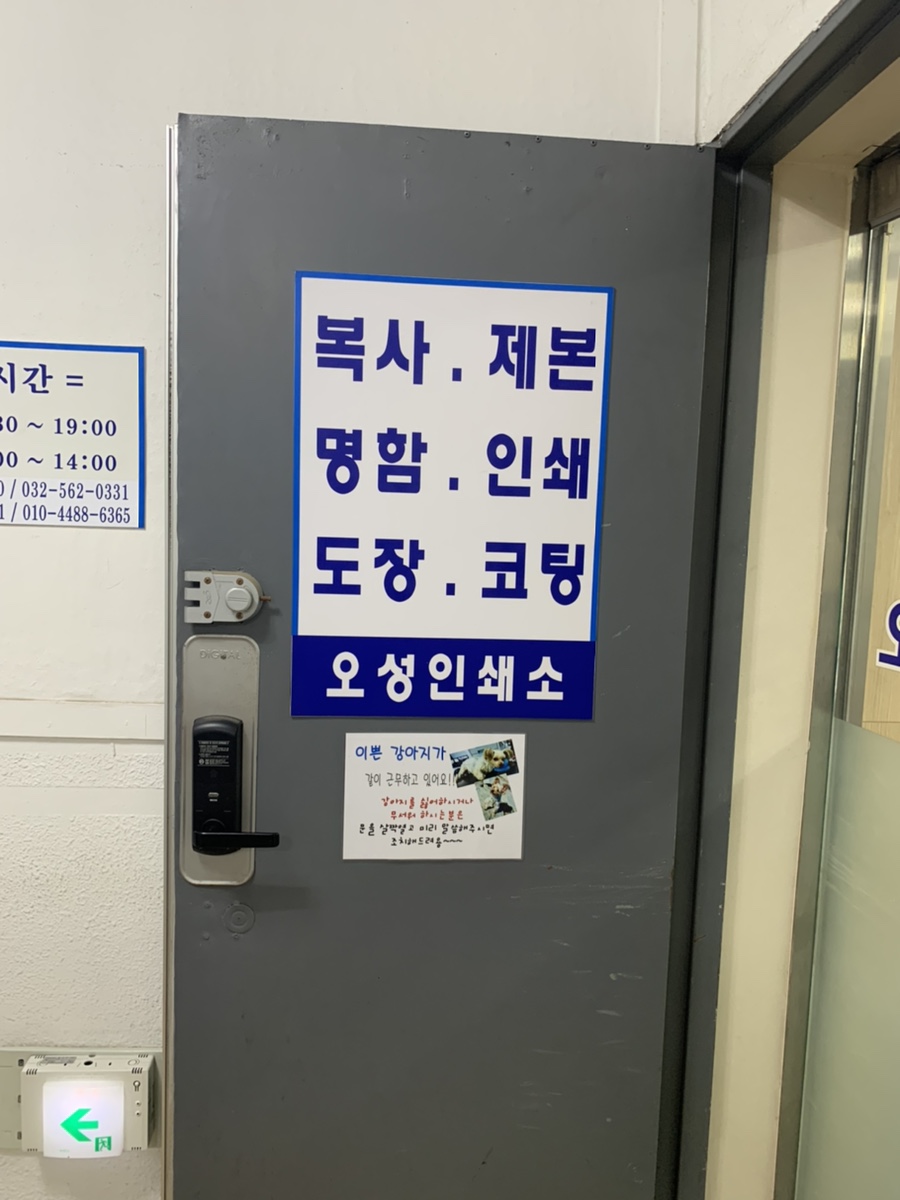 시간 =
30 ~ 19:00
00 ~ 14:00
0 / 032-562-0331
1 / 010-4488-6365
복사 . 제본
명함 . 인쇄
도장 . 코팅
오성인쇄소
DIGITAL
이쁜 강아지가
같이 근무하고 있어요!!
강아지를 싫어하시거나
무서워 하시는분은
문을 살짝열고 미리 말씀해주시면
조치해드려욤~~~